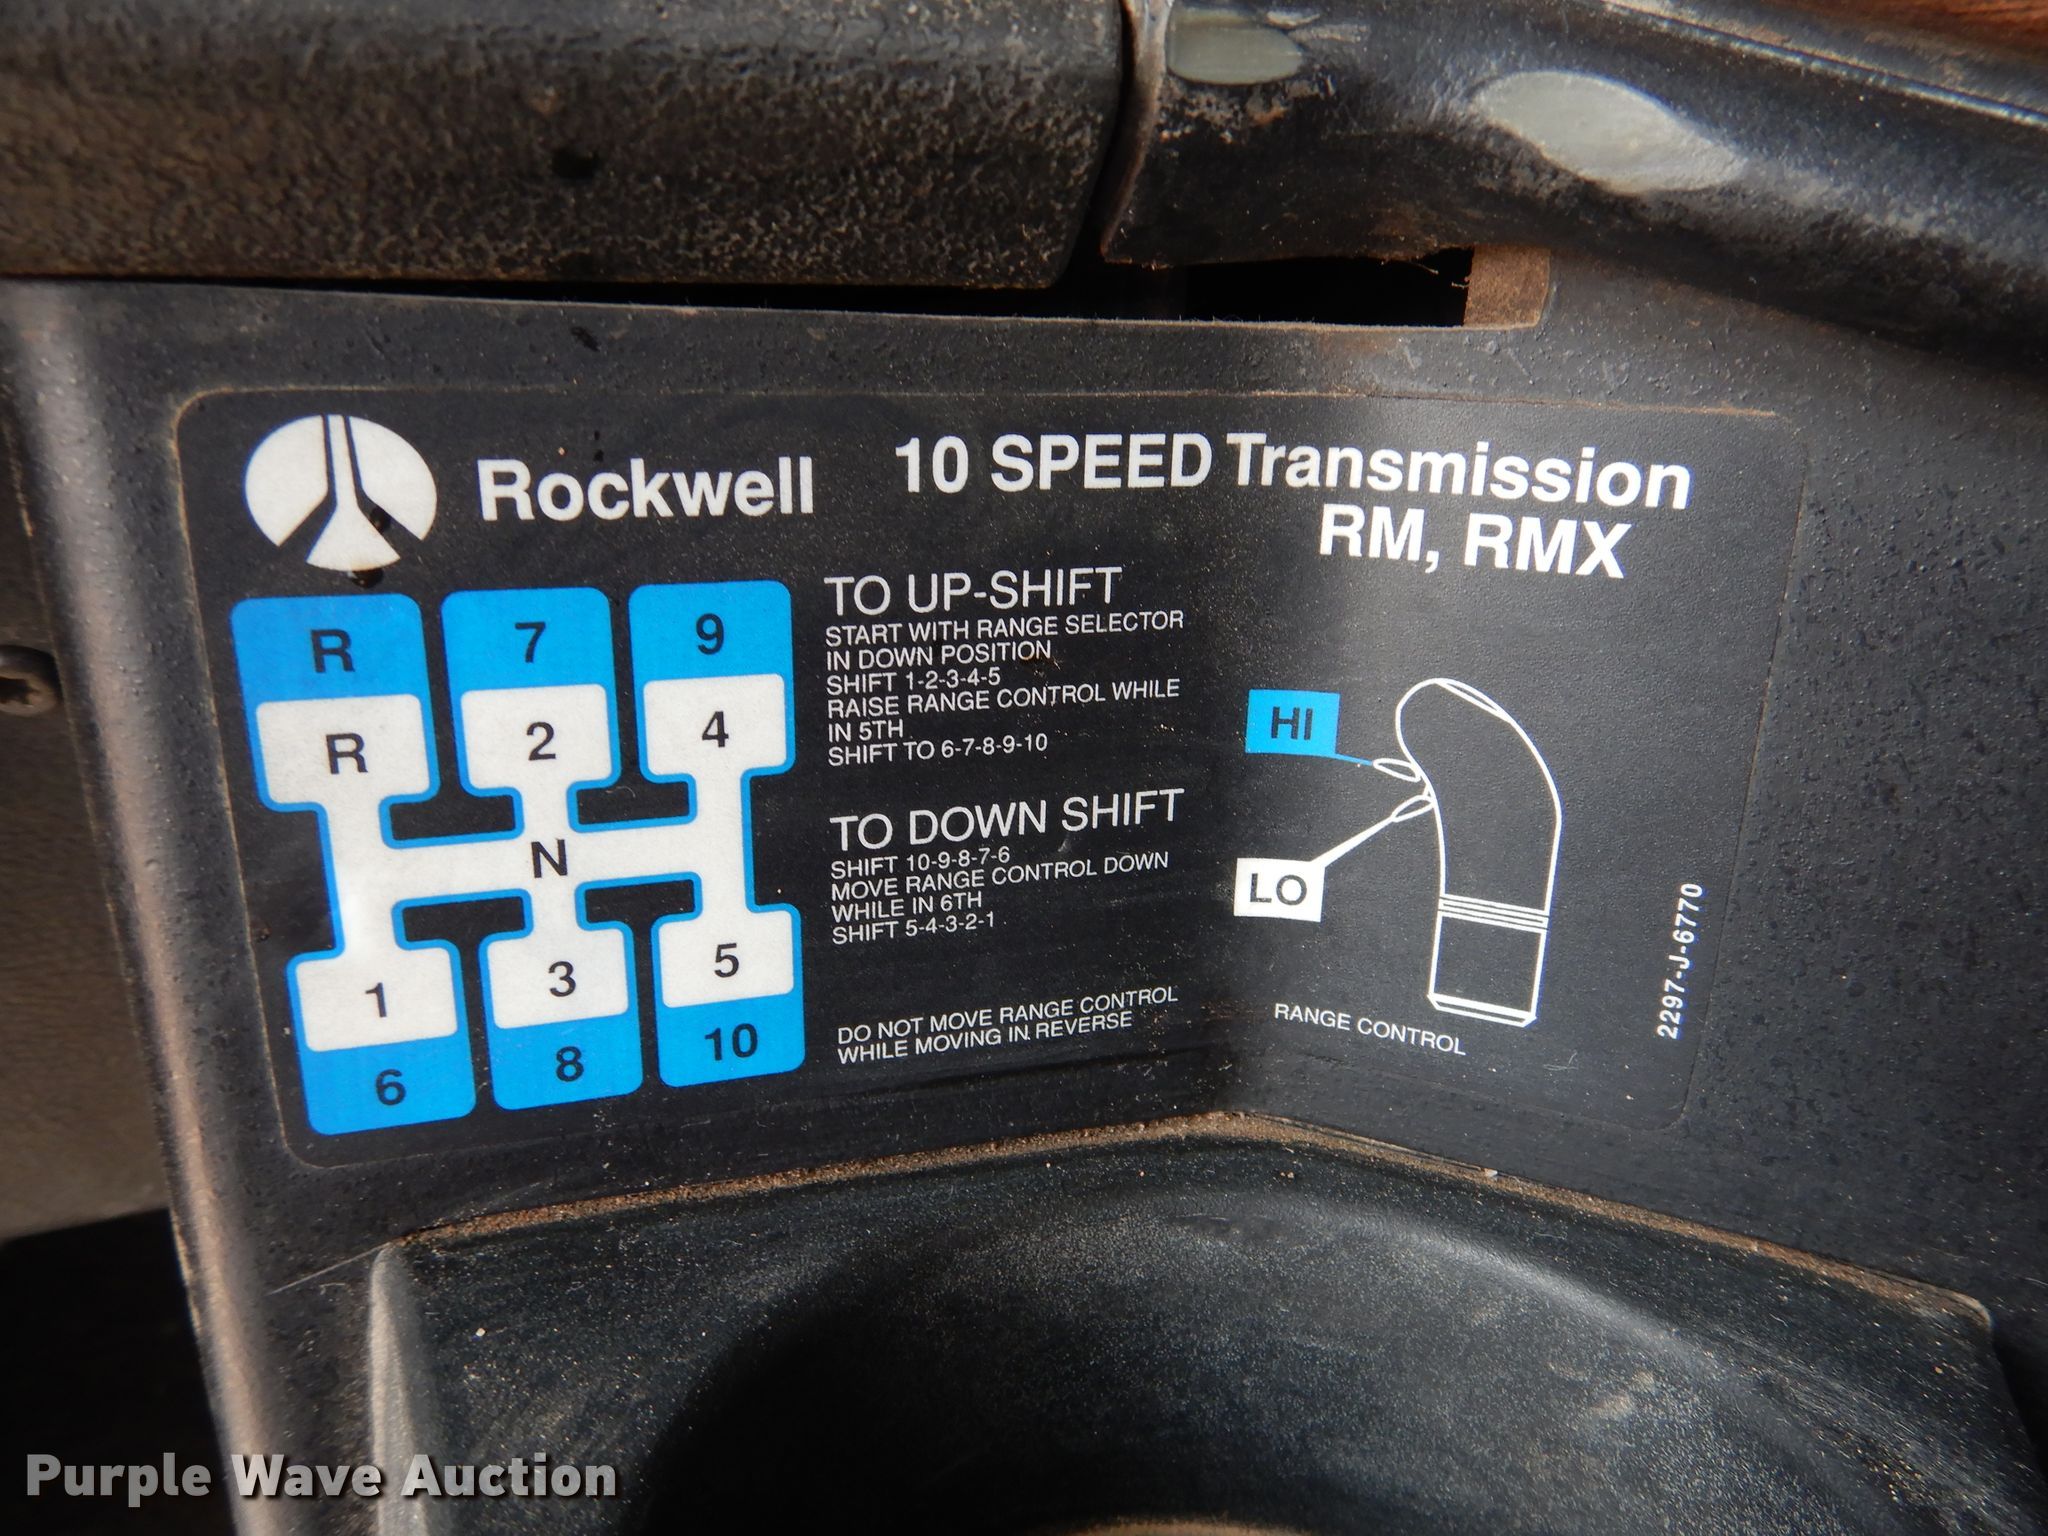 Rockwell
10 SPEED Transmission
RM, RMX
R 7 9
R 2 4
N
1 3 5
6 8 10
TO UP-SHIFT
START WITH RANGE SELECTOR
IN DOWN POSITION
SHIFT 1-2-3-4-5
RAISE RANGE CONTROL WHILE
IN 5TH
SHIFT TO 6-7-8-9-10
TO DOWN SHIFT
SHIFT 10-9-8-7-6
MOVE RANGE CONTROL DOWN
WHILE IN 6TH
SHIFT 5-4-3-2-1
DO NOT MOVE RANGE CONTROL
WHILE MOVING IN REVERSE
HI
LO
RANGE CONTROL
2297-J-6770
Purple Wave Auction